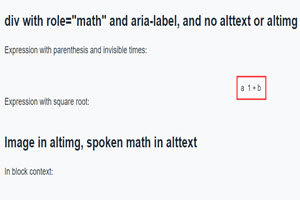 div with role="math" and aria-label, and no alttext or altimg
Expression with parenthesis and invisible times:
a 1 + b
Expression with square root:
Image in altimg, spoken math in alttext
In block context: